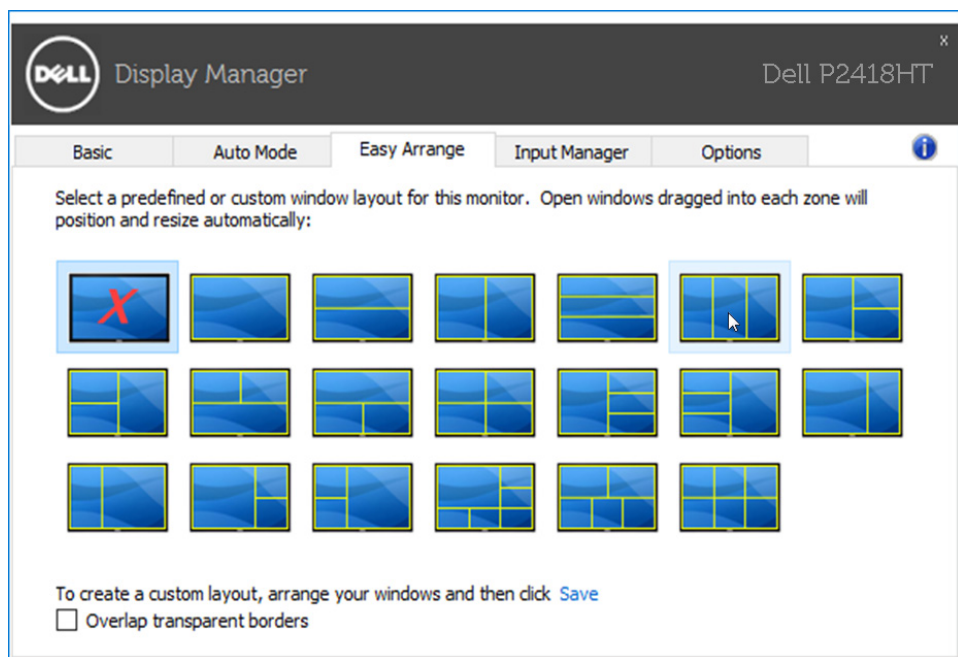 x
DELL Display Manager Dell P2418HT
Basic Auto Mode Easy Arrange Input Manager Options i
Select a predefined or custom window layout for this monitor. Open windows dragged into each zone will
position and resize automatically:
X
To create a custom layout, arrange your windows and then click Save
Overlap transparent borders